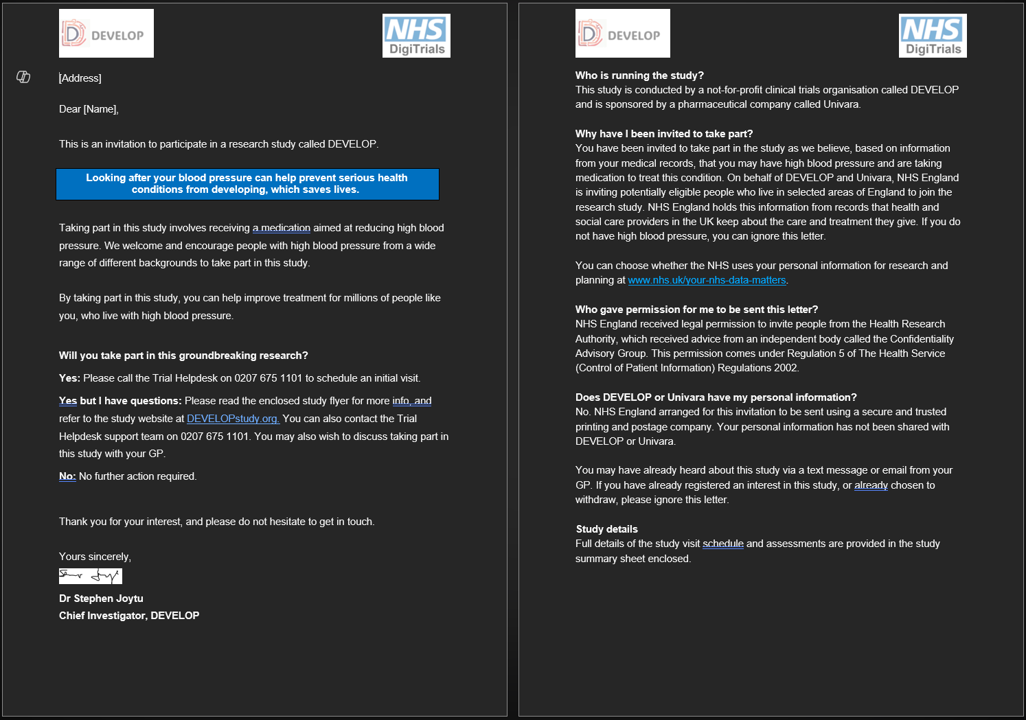 DEVELOP
NHS
DigiTrials
[Address]
Dear [Name],
This is an invitation to participate in a research study called DEVELOP.
Looking after your blood pressure can help prevent serious health
conditions from developing, which saves lives.
Taking part in this study involves receiving a medication aimed at reducing high blood
pressure. We welcome and encourage people with high blood pressure from a wide
range of different backgrounds to take part in this study.
By taking part in this study, you can help improve treatment for millions of people like
you, who live with high blood pressure.
Will you take part in this groundbreaking research?
Yes: Please call the Trial Helpdesk on 0207 675 1101 to schedule an initial visit.
Yes but I have questions: Please read the enclosed study flyer for more info, and
refer to the study website at DEVELOPstudy.org. You can also contact the Trial
Helpdesk support team on 0207 675 1101. You may also wish to discuss taking part in
this study with your GP.
No: No further action required.
Thank you for your interest, and please do not hesitate to get in touch.
Yours sincerely,
Dr Stephen Joytu
Chief Investigator, DEVELOP
DEVELOP
NHS
DigiTrials
Who is running the study?
This study is conducted by a not-for-profit clinical trials organisation called DEVELOP
and is sponsored by a pharmaceutical company called Univara.
Why have I been invited to take part?
You have been invited to take part in the study as we believe, based on information
from your medical records, that you may have high blood pressure and are taking
medication to treat this condition. On behalf of DEVELOP and Univara, NHS England
is inviting potentially eligible people who live in selected areas of England to join the
research study. NHS England holds this information from records that health and
social care providers in the UK keep about the care and treatment they give. If you do
not have high blood pressure, you can ignore this letter.
You can choose whether the NHS uses your personal information for research and
planning at www.nhs.uk/your-nhs-data-matters.
Who gave permission for me to be sent this letter?
NHS England received legal permission to invite people from the Health Research
Authority, which received advice from an independent body called the Confidentiality
Advisory Group. This permission comes under Regulation 5 of The Health Service
(Control of Patient Information) Regulations 2002.
Does DEVELOP or Univara have my personal information?
No. NHS England arranged for this invitation to be sent using a secure and trusted
printing and postage company. Your personal information has not been shared with
DEVELOP or Univara.
You may have already heard about this study via a text message or email from your
GP. If you have already registered an interest in this study, or already chosen to
withdraw, please ignore this letter.
Study details
Full details of the study visit schedule and assessments are provided in the study
summary sheet enclosed.